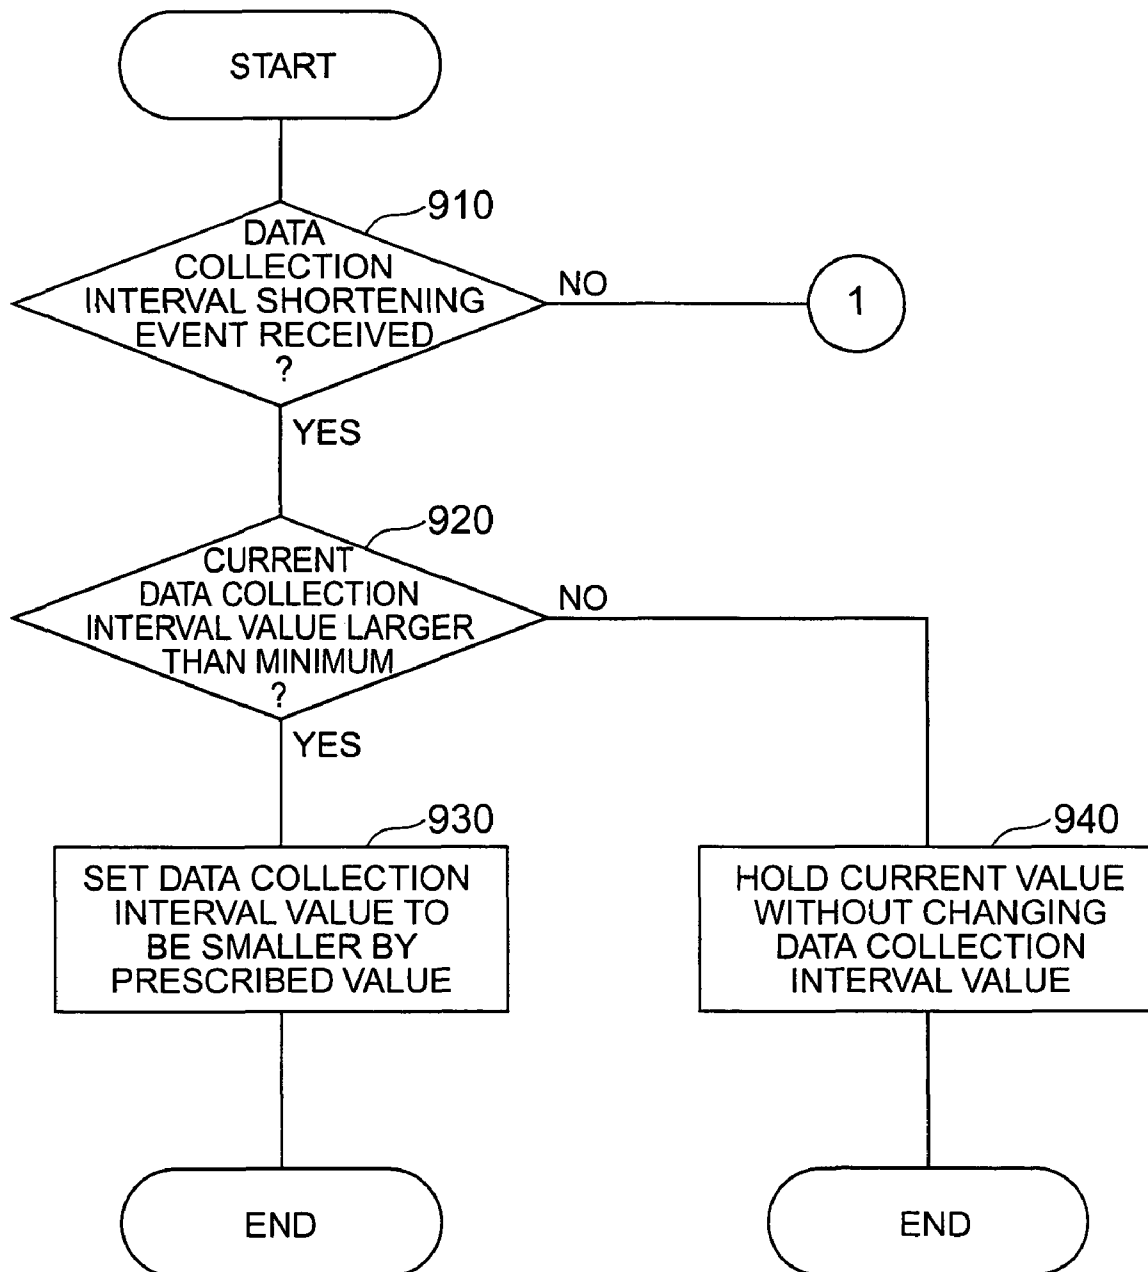 START
910
DATA
COLLECTION
INTERVAL SHORTENING
EVENT RECEIVED
?
NO
1
YES
920
CURRENT
DATA COLLECTION
INTERVAL VALUE LARGER
THAN MINIMUM
?
NO
YES
930
SET DATA COLLECTION
INTERVAL VALUE TO
BE SMALLER BY
PRESCRIBED VALUE
940
HOLD CURRENT VALUE
WITHOUT CHANGING
DATA COLLECTION
INTERVAL VALUE
END
END